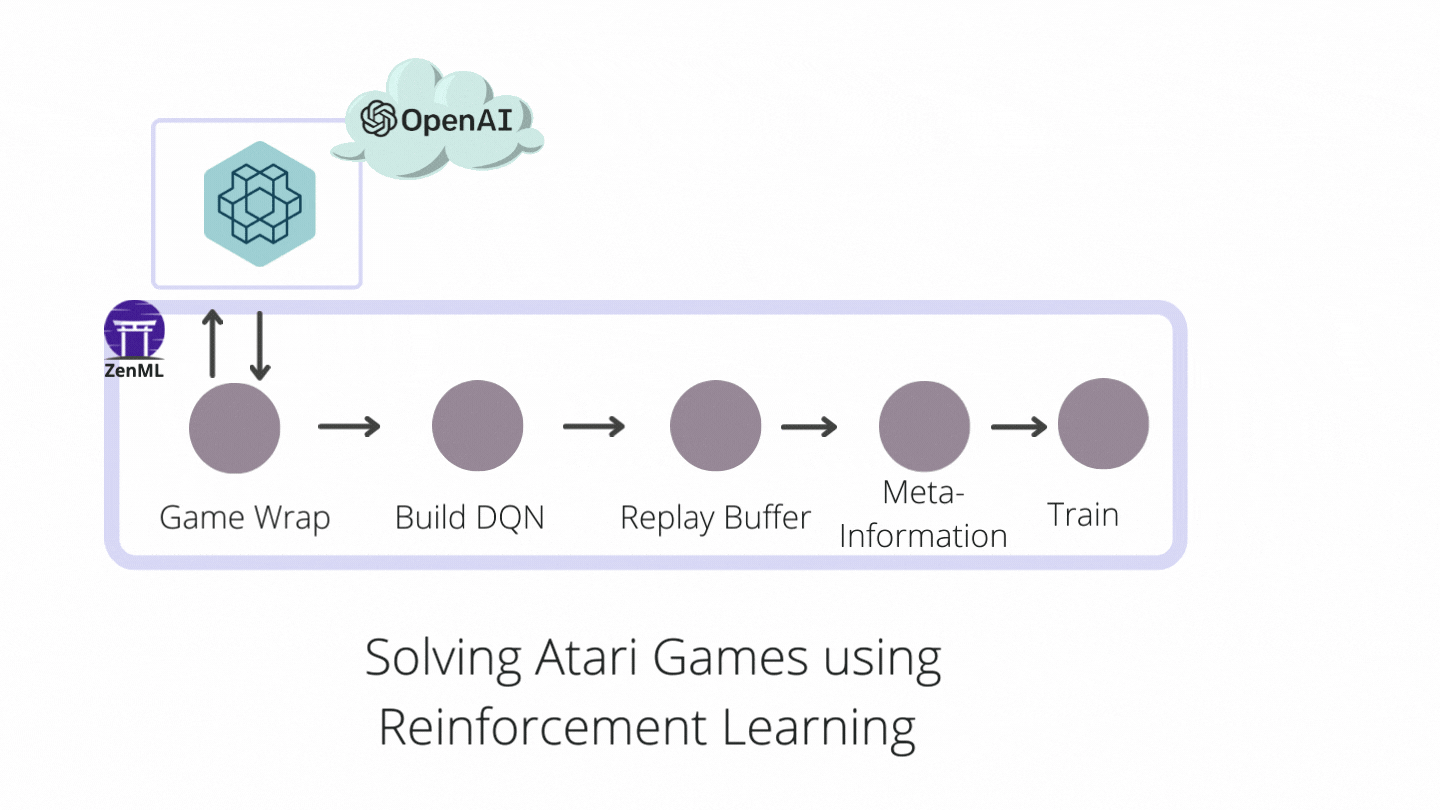 OpenAI
ZenML
Game Wrap
Build DQN
Replay Buffer
Meta-
Information
Train
Solving Atari Games using
Reinforcement Learning